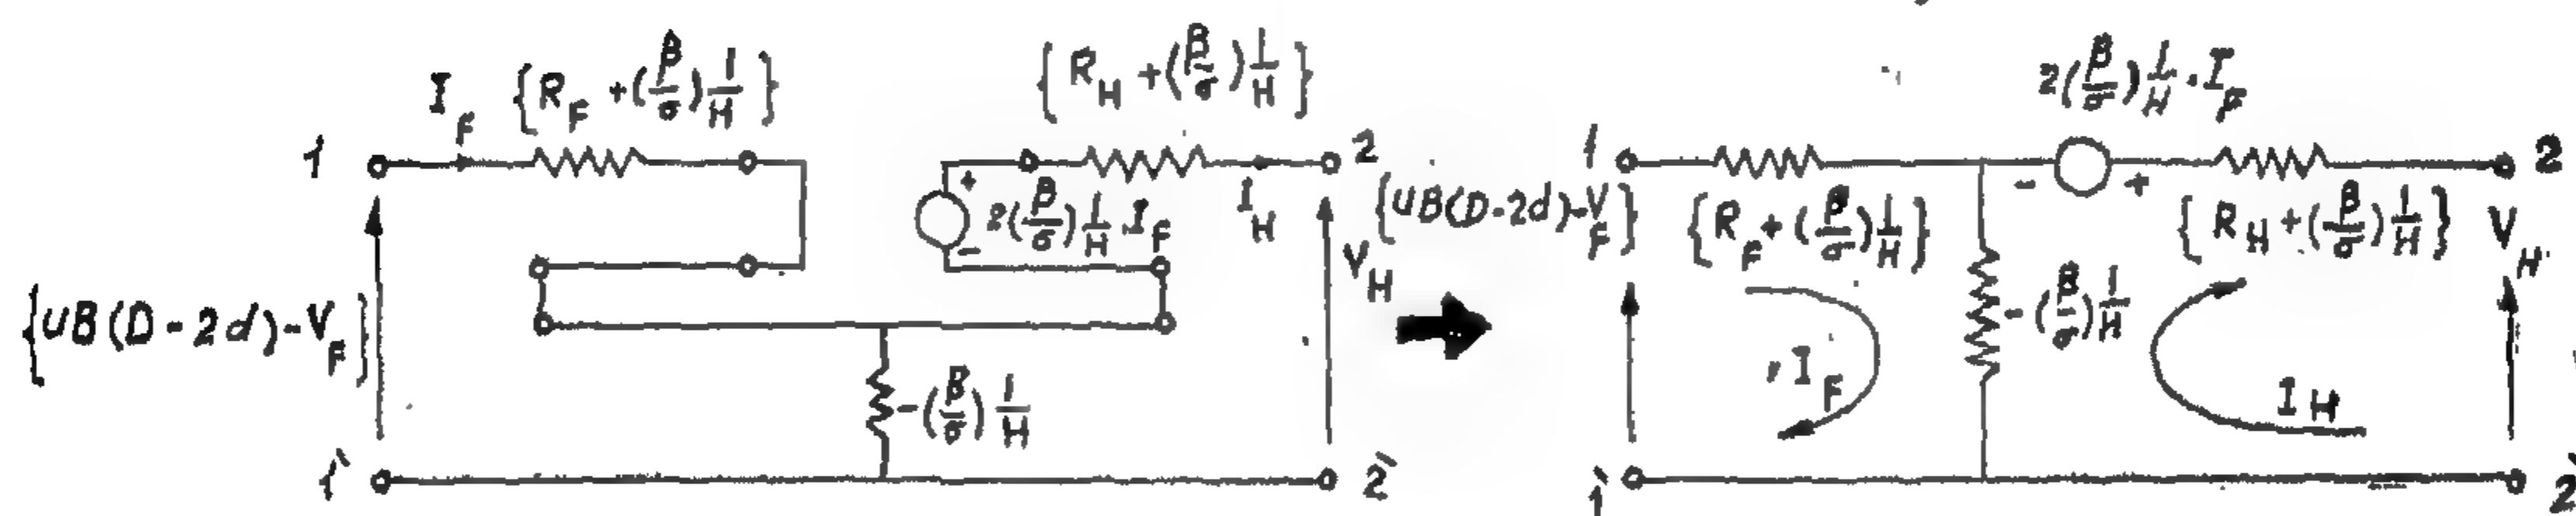 I_F {R_F + (β/σ) 1/H}
{R_H + (β/σ) 1/H}
1
2
2(β/σ) 1/H · I_F
I_H
V_H
{UB(D-2d)-V_F}
-(β/σ) 1/H
1`
2`
2(β/σ) 1/H · I_F
1
- +
2
{UB(D-2d)-V_F}
{R_F + (β/σ) 1/H}
{R_H + (β/σ) 1/H}
V_H
-(β/σ) 1/H
I_F
I_H
1`
2`